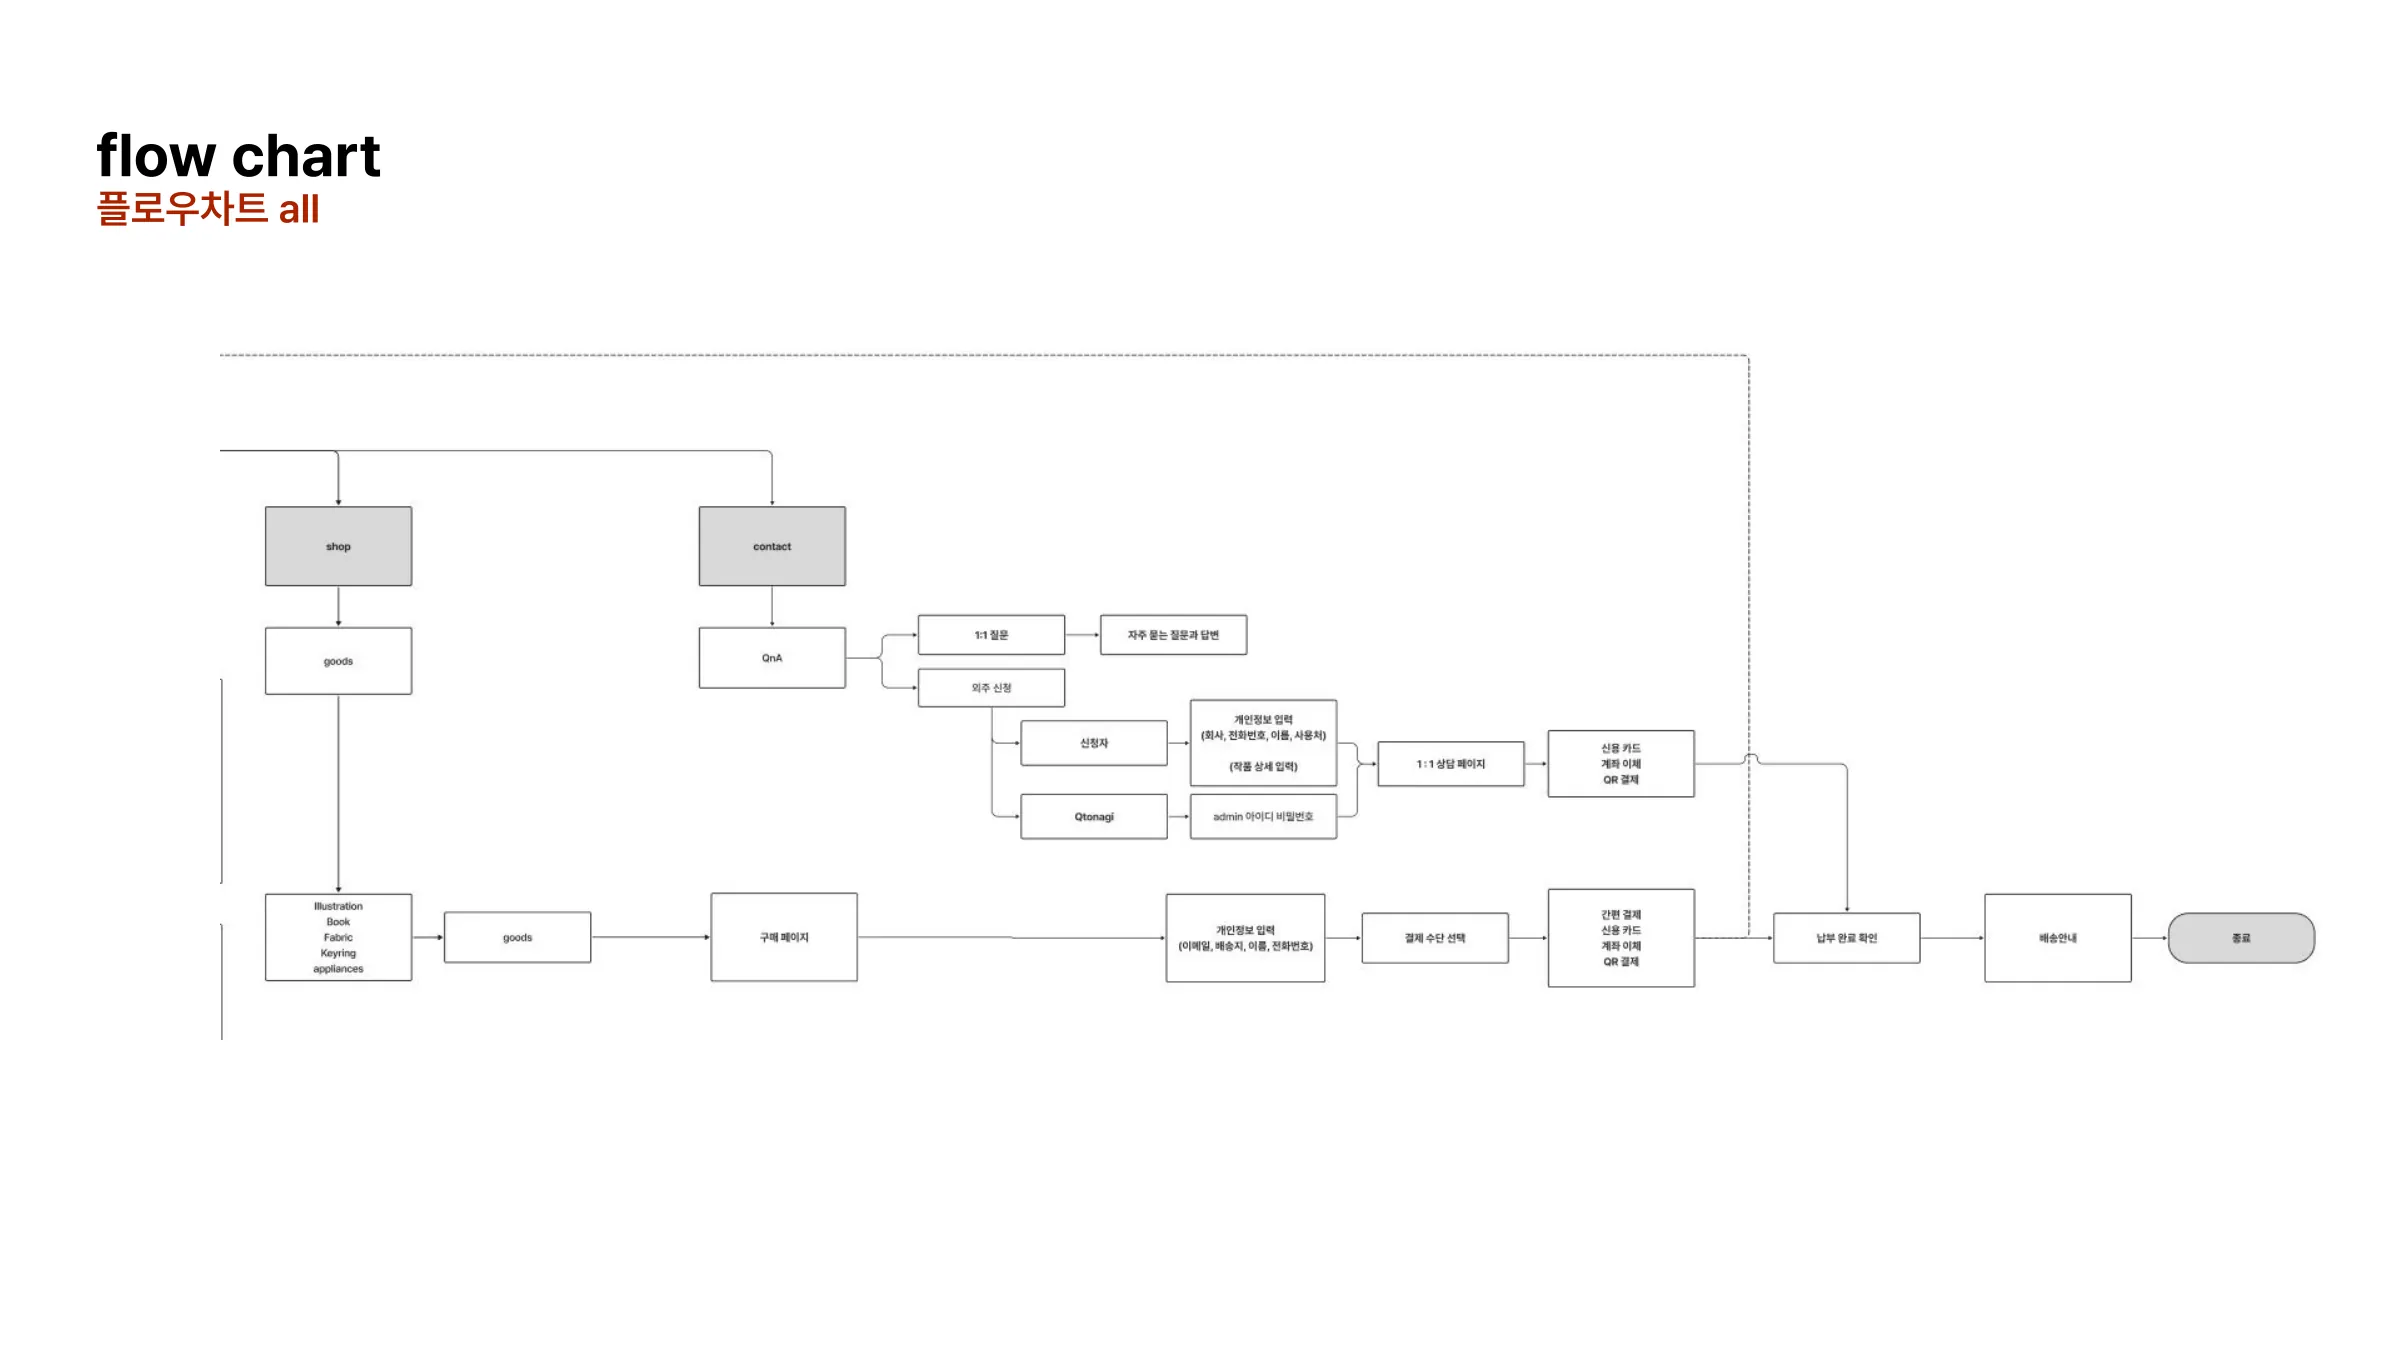 flow chart
플로우차트 all
shop
contact
goods
QnA
1:1 질문
자주 묻는 질문과 답변
외주 신청
신청자
개인정보 입력
(회사, 전화번호, 이름, 사용처)
(작품 상세 입력)
1 : 1 상담 페이지
신용 카드
계좌 이체
QR 결제
Qtonagi
admin 아이디 비밀번호
Illustration
Book
Fabric
Keyring
appliances
goods
구매 페이지
개인정보 입력
(이메일, 배송지, 이름, 전화번호)
결제 수단 선택
간편 결제
신용 카드
계좌 이체
QR 결제
납부 완료 확인
배송안내
종료